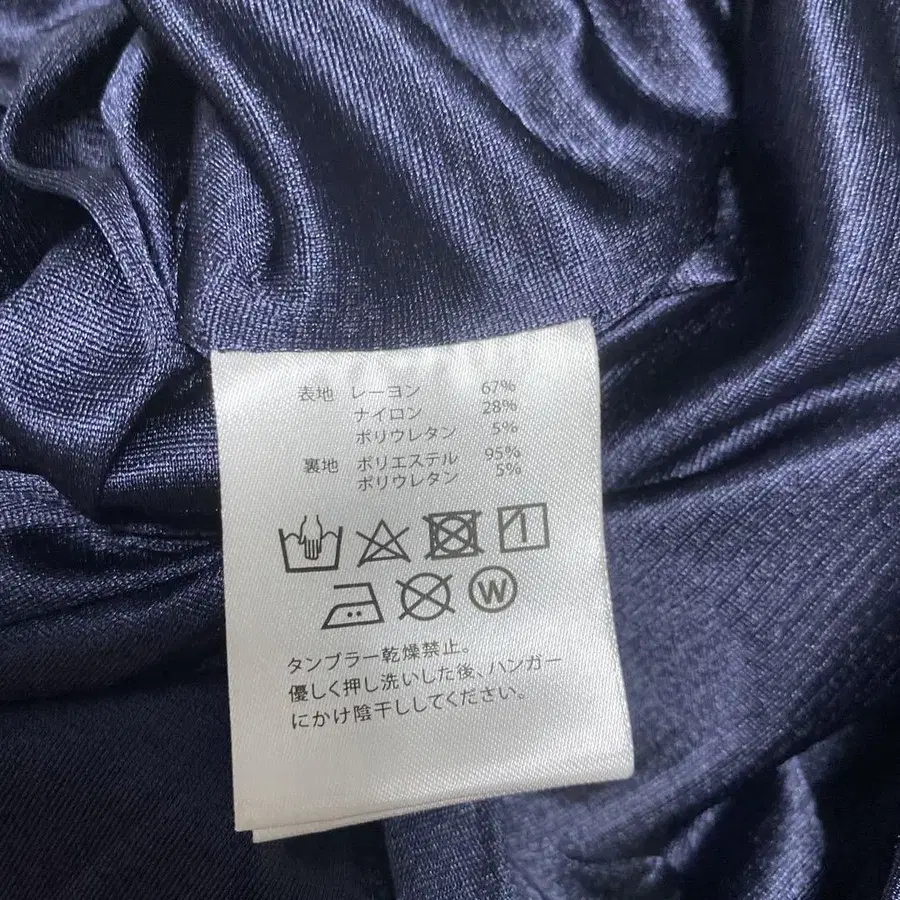 表地 レーヨン 67%
ナイロン 28%
ポリウレタン 5%
裏地 ポリエステル 95%
ポリウレタン 5%
W
タンブラー乾燥禁止。
優しく押し洗いした後、ハンガー
にかけ陰干ししてください。